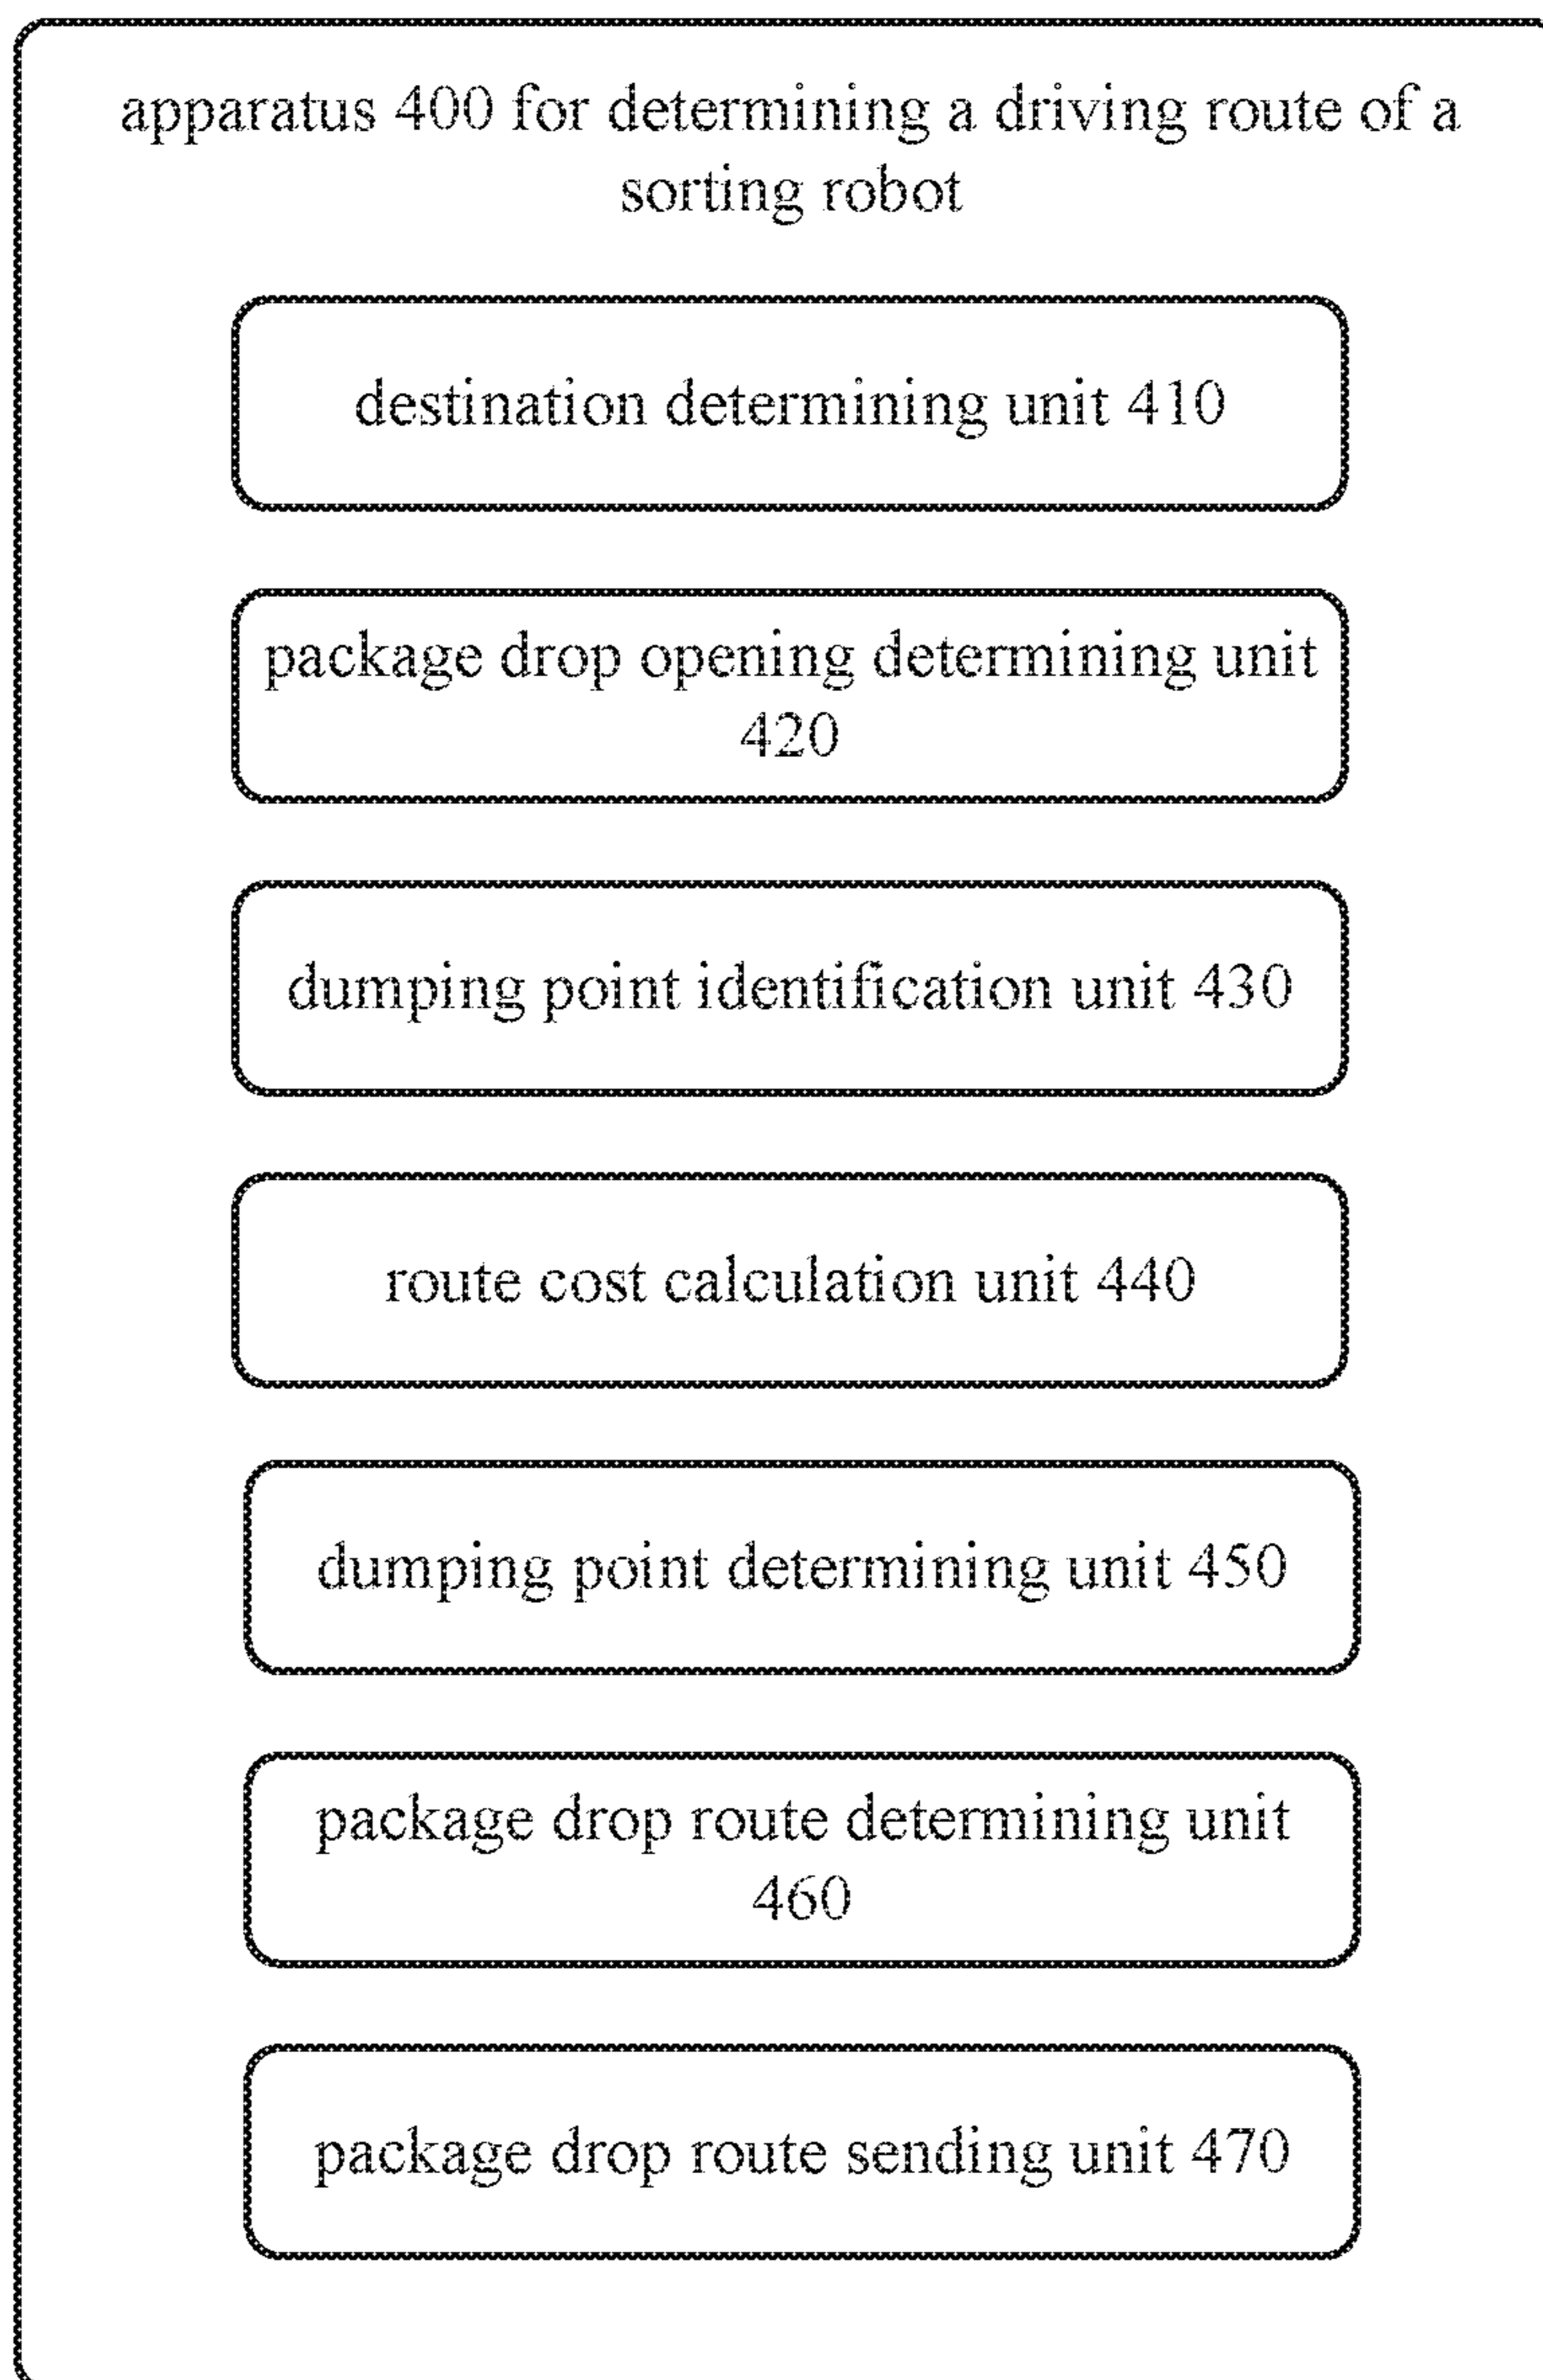 apparatus 400 for determining a driving route of a
sorting robot
destination determining unit 410
package drop opening determining unit
420
dumping point identification unit 430
route cost calculation unit 440
dumping point determining unit 450
package drop route determining unit
460
package drop route sending unit 470